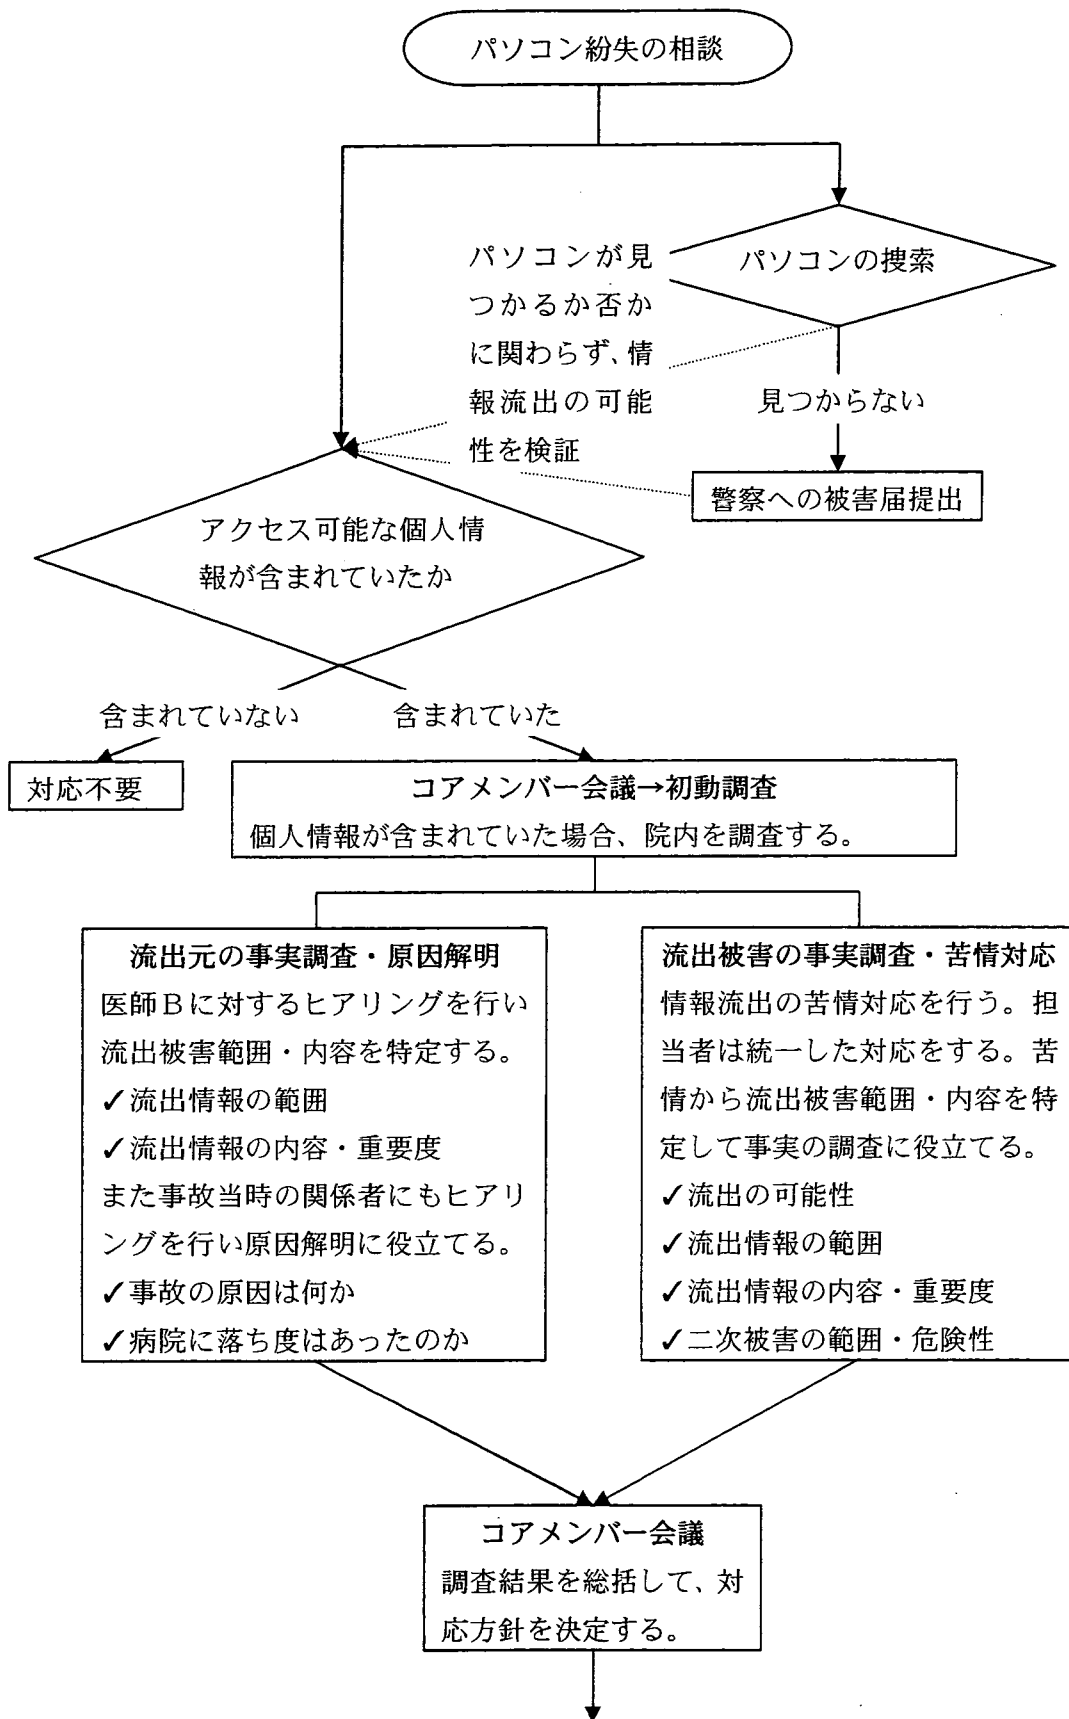 パソコン紛失の相談
パソコンの捜索
パソコンが見
つかるか否か
に関わらず、情
報流出の可能
性を検証
見つからない
警察への被害届提出
アクセス可能な個人情
報が含まれていたか
含まれていない
含まれていた
対応不要
コアメンバー会議→初動調査
個人情報が含まれていた場合、院内を調査する。
流出元の事実調査・原因解明
医師Bに対するヒアリングを行い
流出被害範囲・内容を特定する。
✓流出情報の範囲
✓流出情報の内容・重要度
また事故当時の関係者にもヒアリ
ングを行い原因解明に役立てる。
✓事故の原因は何か
✓病院に落ち度はあったのか
流出被害の事実調査・苦情対応
情報流出の苦情対応を行う。担
当者は統一した対応をする。苦
情から流出被害範囲・内容を特
定して事実の調査に役立てる。
✓流出の可能性
✓流出情報の範囲
✓流出情報の内容・重要度
✓二次被害の範囲・危険性
コアメンバー会議
調査結果を総括して、対
応方針を決定する。